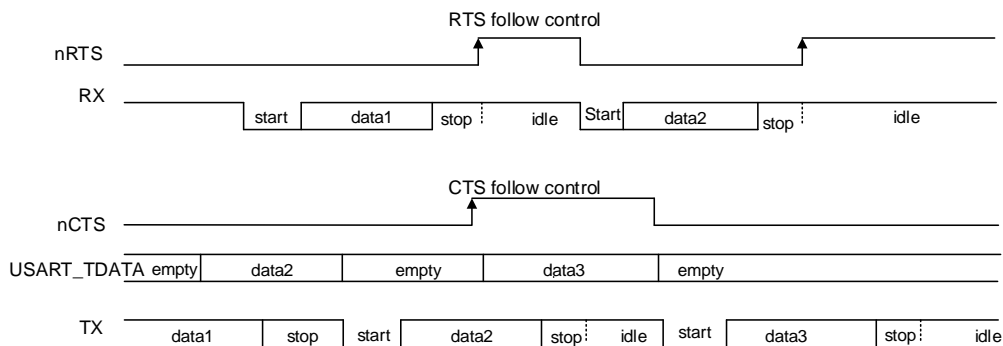 RTS follow control
nRTS
RX
start data1 stop idle Start data2 stop idle
CTS follow control
nCTS
USART_TDATA empty data2 empty data3 empty
TX
data1 stop start data2 stop idle start data3 stop idle